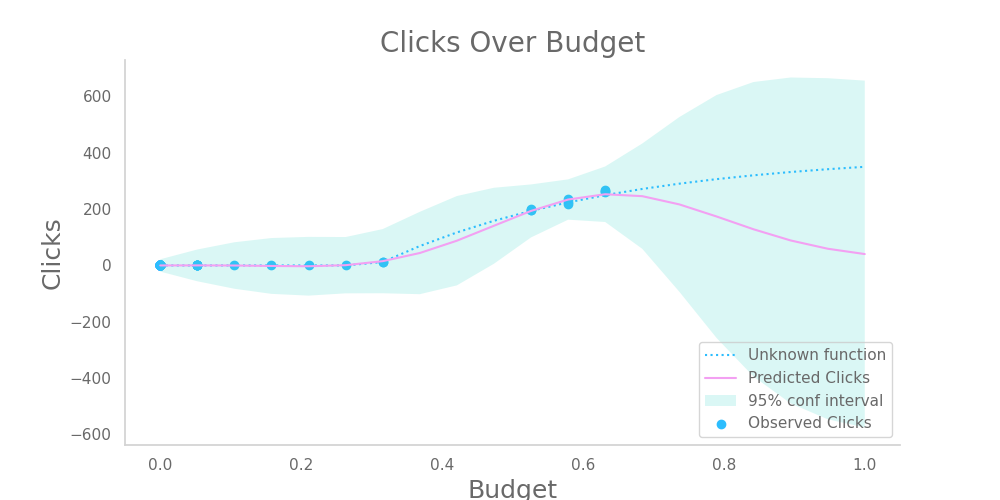 Clicks Over Budget
Clicks
600
400
200
0
−200
−400
−600
0.0 0.2 0.4 0.6 0.8 1.0
Budget
Unknown function
Predicted Clicks
95% conf interval
Observed Clicks